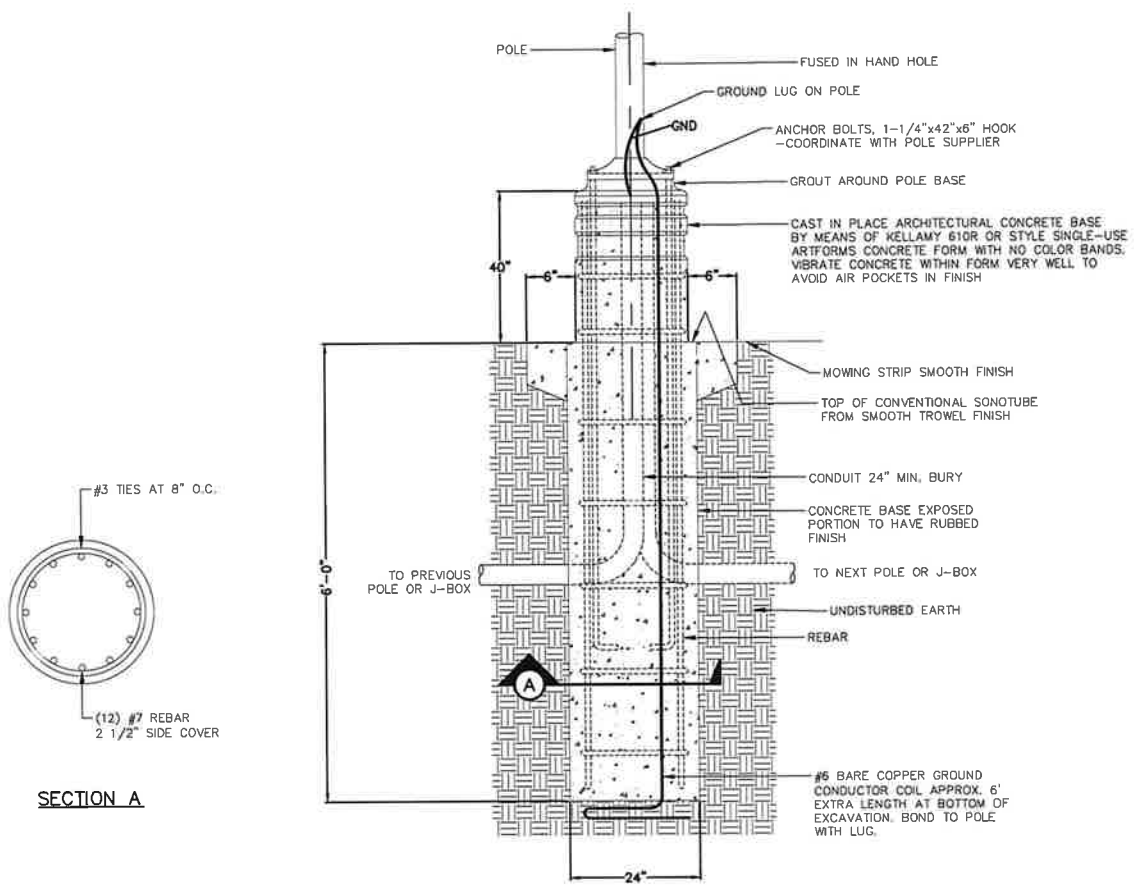 POLE
FUSED IN HAND HOLE
GROUND LUG ON POLE
GND
ANCHOR BOLTS, 1-1/4"x42"x6" HOOK
-COORDINATE WITH POLE SUPPLIER
GROUT AROUND POLE BASE
CAST IN PLACE ARCHITECTURAL CONCRETE BASE
BY MEANS OF KELLAMY 610R OR STYLE SINGLE-USE
ARTFORMS CONCRETE FORM WITH NO COLOR BANDS.
VIBRATE CONCRETE WITHIN FORM VERY WELL TO
AVOID AIR POCKETS IN FINISH
40"
6"
6"
MOWING STRIP SMOOTH FINISH
TOP OF CONVENTIONAL SONOTUBE
FROM SMOOTH TROWEL FINISH
CONDUIT 24" MIN. BURY
#3 TIES AT 8" O.C.
CONCRETE BASE EXPOSED
PORTION TO HAVE RUBBED
FINISH
6'-0"
TO PREVIOUS
POLE OR J-BOX
TO NEXT POLE OR J-BOX
UNDISTURBED EARTH
REBAR
A
(12) #7 REBAR
2 1/2" SIDE COVER
SECTION A
#6 BARE COPPER GROUND
CONDUCTOR COIL APPROX. 6'
EXTRA LENGTH AT BOTTOM OF
EXCAVATION. BOND TO POLE
WITH LUG.
24"